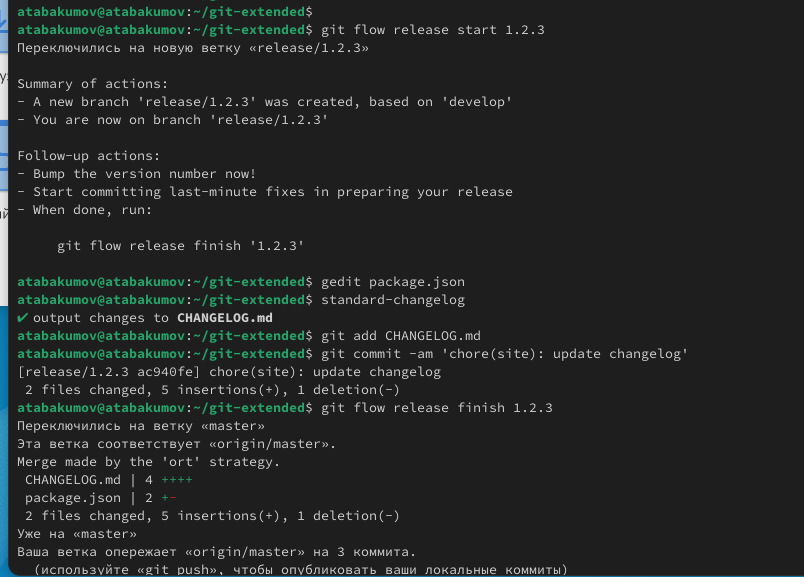 atabakumov@atabakumov:~/git-extended$
atabakumov@atabakumov:~/git-extended$ git flow release start 1.2.3
Переключились на новую ветку «release/1.2.3»
Summary of actions:
- A new branch 'release/1.2.3' was created, based on 'develop'
- You are now on branch 'release/1.2.3'
Follow-up actions:
- Bump the version number now!
- Start committing last-minute fixes in preparing your release
- When done, run:
git flow release finish '1.2.3'
atabakumov@atabakumov:~/git-extended$ gedit package.json
atabakumov@atabakumov:~/git-extended$ standard-changelog
✔ output changes to CHANGELOG.md
atabakumov@atabakumov:~/git-extended$ git add CHANGELOG.md
atabakumov@atabakumov:~/git-extended$ git commit -am 'chore(site): update changelog'
[release/1.2.3 ac940fe] chore(site): update changelog
2 files changed, 5 insertions(+), 1 deletion(-)
atabakumov@atabakumov:~/git-extended$ git flow release finish 1.2.3
Переключились на ветку «master»
Эта ветка соответствует «origin/master».
Merge made by the 'ort' strategy.
CHANGELOG.md | 4 ++++
package.json | 2 +-
2 files changed, 5 insertions(+), 1 deletion(-)
Уже на «master»
Ваша ветка опережает «origin/master» на 3 коммита.
(используйте «git push», чтобы опубликовать ваши локальные коммиты)